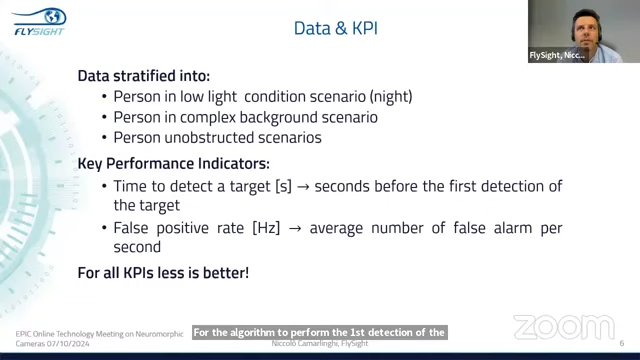 FLYSIGHT
Data & KPI
FlySight, Nicc...
Data stratified into:
• Person in low light condition scenario (night)
• Person in complex background scenario
• Person unobstructed scenarios
Key Performance Indicators:
• Time to detect a target [s] → seconds before the first detection of
the target
• False positive rate [Hz] → average number of false alarm per
second
For all KPIs less is better!
EPIC Online Technology Meeting on Neuromorphic
Cameras 07/10/2024
For the algorithm to perform the 1st detection of the
Niccolò Camarlinghi, FlySight
zoom
6